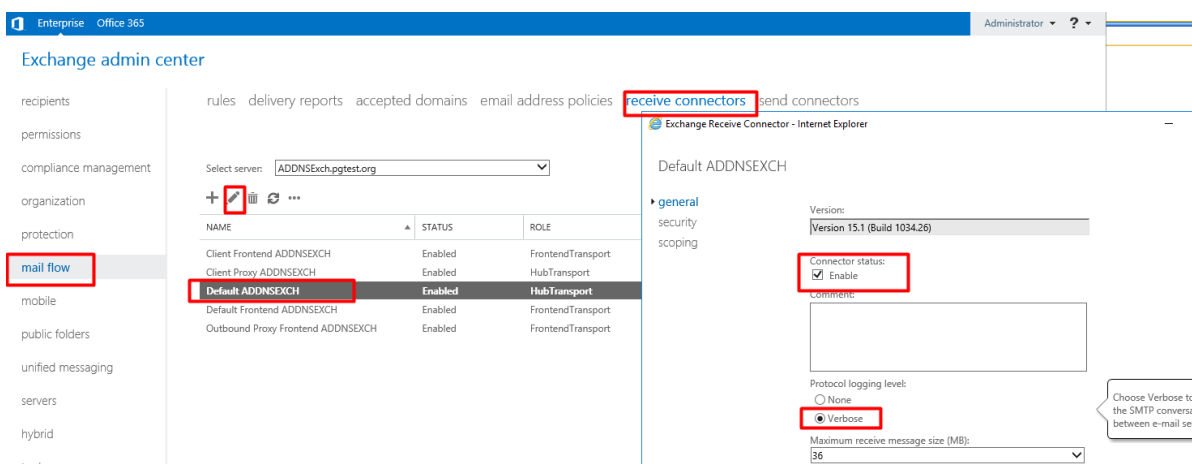 Enterprise Office 365
Administrator ?
Exchange admin center
recipients
permissions
compliance management
organization
protection
mail flow
mobile
public folders
unified messaging
servers
hybrid
rules delivery reports accepted domains email address policies receive connectors send connectors
Select server: ADDNSExch.pgtest.org
NAME STATUS ROLE
Client Frontend ADDNSEXCH Enabled FrontendTransport
Client Proxy ADDNSEXCH Enabled HubTransport
Default ADDNSEXCH Enabled HubTransport
Default Frontend ADDNSEXCH Enabled FrontendTransport
Outbound Proxy Frontend ADDNSEXCH Enabled FrontendTransport
Exchange Receive Connector - Internet Explorer
Default ADDNSEXCH
general
security
scoping
Version:
Version 15.1 (Build 1034.26)
Connector status:
Enable
Comment:
Protocol logging level:
None
Verbose
Maximum receive message size (MB):
36
Choose Verbose to
the SMTP conversa
between e-mail se